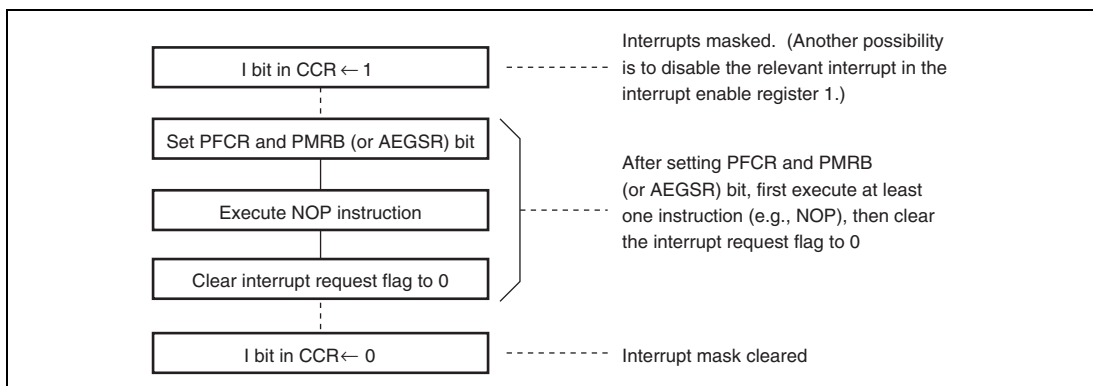 I bit in CCR ← 1
Interrupts masked. (Another possibility
is to disable the relevant interrupt in the
interrupt enable register 1.)
Set PFCR and PMRB (or AEGSR) bit
Execute NOP instruction
Clear interrupt request flag to 0
After setting PFCR and PMRB
(or AEGSR) bit, first execute at least
one instruction (e.g., NOP), then clear
the interrupt request flag to 0
I bit in CCR ← 0
Interrupt mask cleared